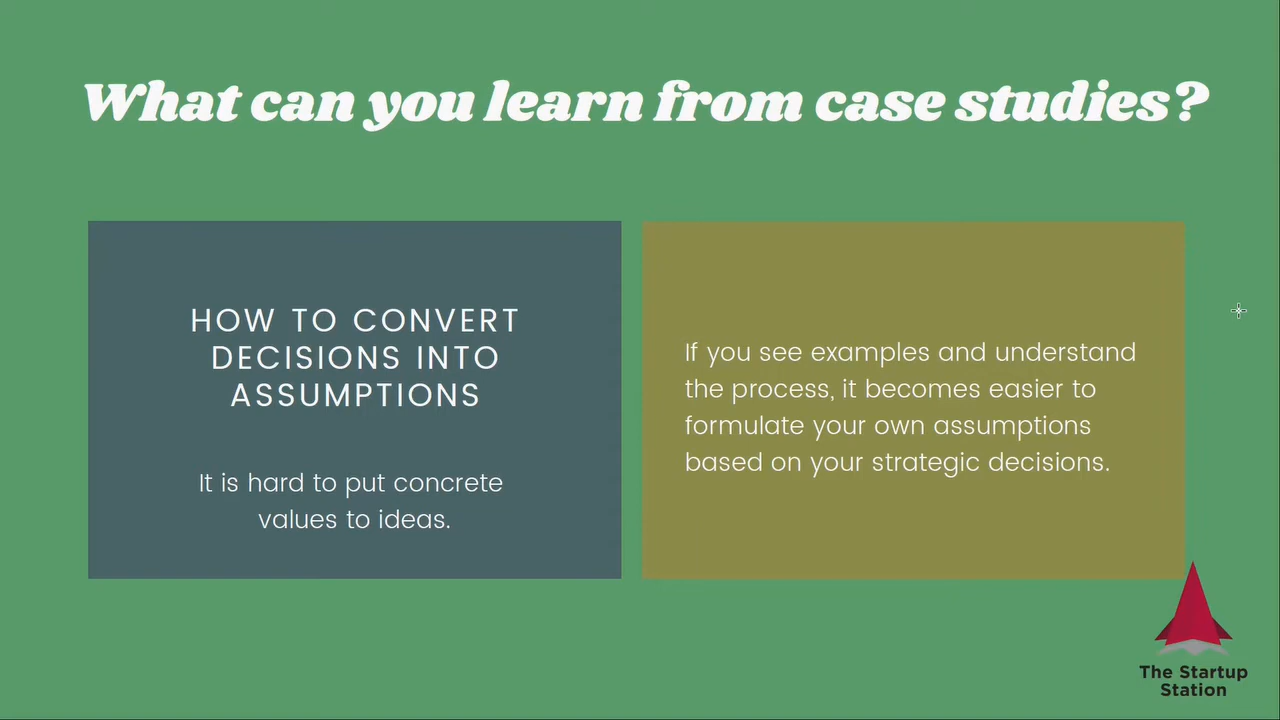 What can you learn from case studies?
HOW TO CONVERT
DECISIONS INTO
ASSUMPTIONS
It is hard to put concrete
values to ideas.
If you see examples and understand
the process, it becomes easier to
formulate your own assumptions
based on your strategic decisions.
The Startup
Station